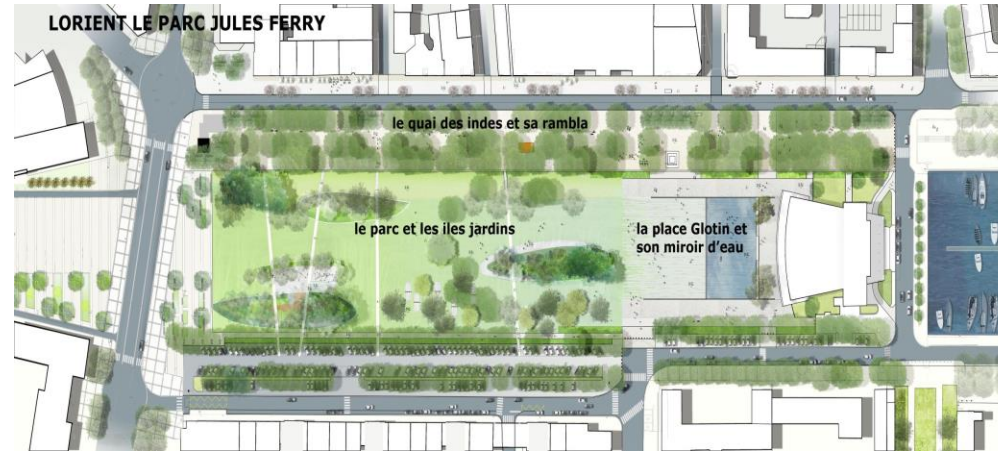 LORIENT LE PARC JULES FERRY
le quai des indes et sa rambla
le parc et les iles jardins
la place Glotin et
son miroir d'eau